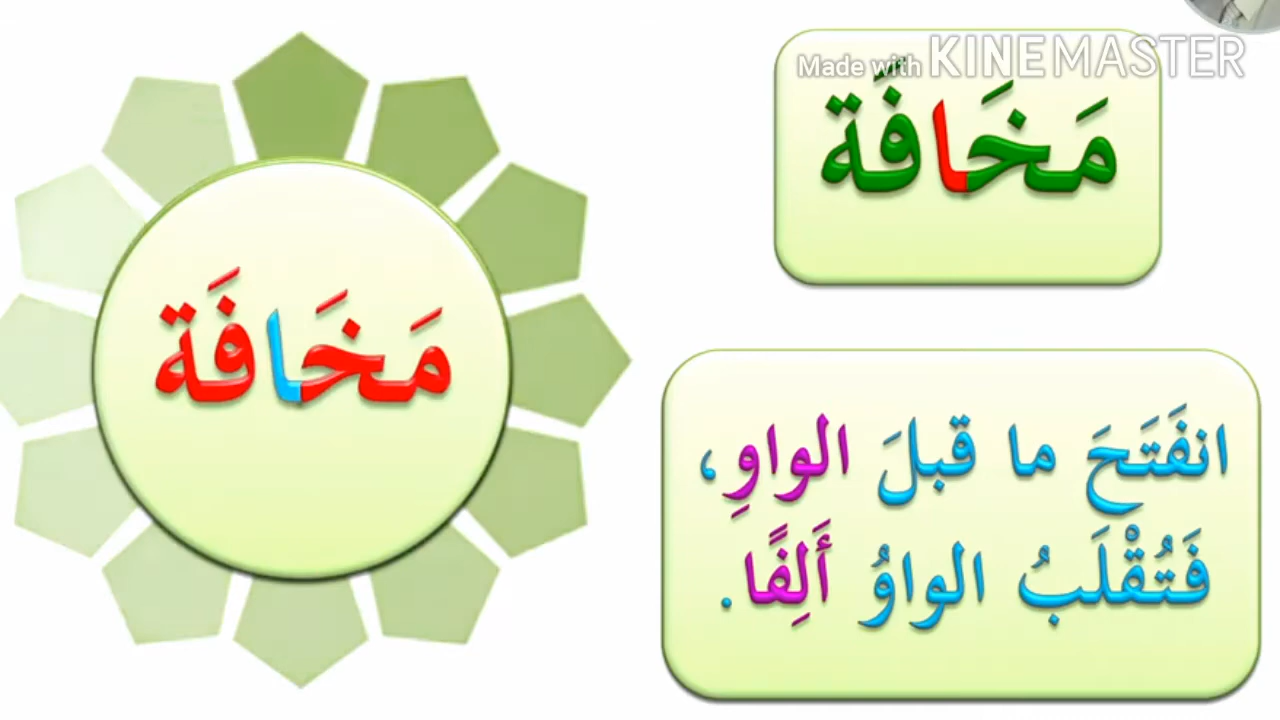 Made with KINEMASTER
مَخَافَة
مَخَافَة
انفَتَحَ ما قبلَ الواوِ،
فَتُقْلَبُ الواوُ أَلِفًا.